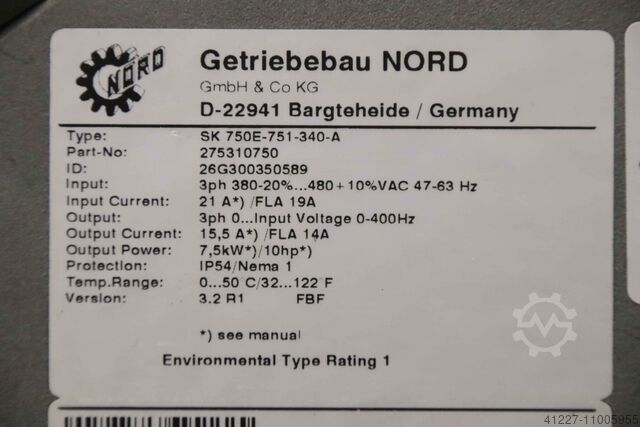 NORD
Getriebebau NORD
GmbH & Co KG
D-22941 Bargteheide / Germany
Type: SK 750E-751-340-A
Part-No: 275310750
ID: 26G300350589
Input: 3ph 380-20%...480+10%VAC 47-63 Hz
Input Current: 21 A*) /FLA 19A
Output: 3ph 0...Input Voltage 0-400Hz
Output Current: 15,5 A*) /FLA 14A
Output Power: 7,5kW*)/10hp*)
Protection: IP54/Nema 1
Temp.Range: 0...50°C/32...122°F
Version: 3.2 R1 FBF
*) see manual
Environmental Type Rating 1
41227-11005955